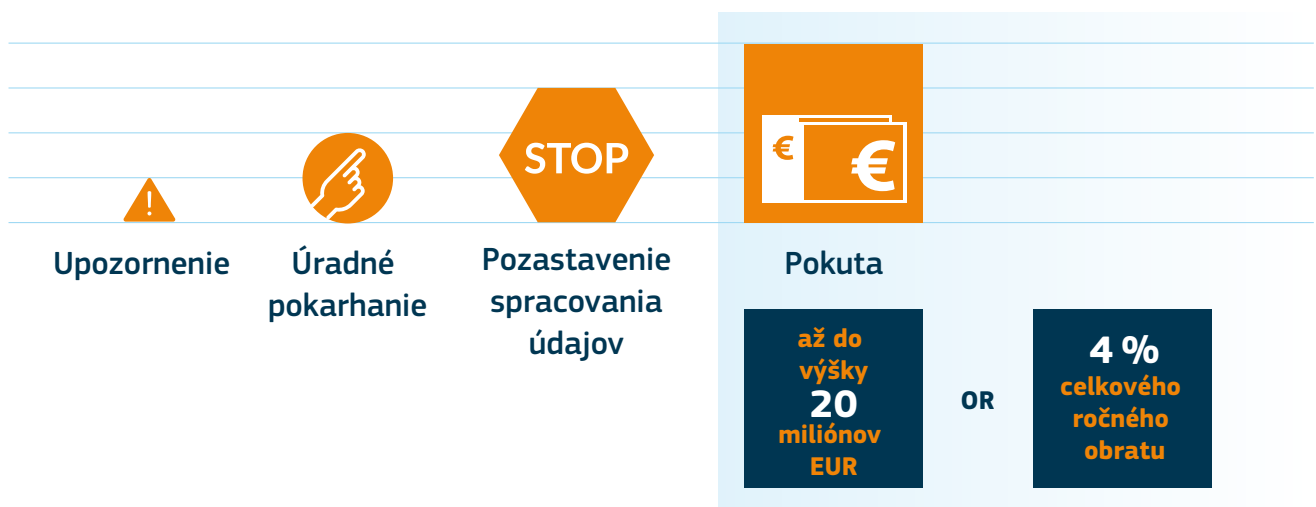 STOP
€
€
Upozornenie
Úradné
pokarhanie
Pozastavenie
spracovania
údajov
Pokuta
až do
výšky
20
miliónov
EUR
OR
4 %
celkového
ročného
obratu